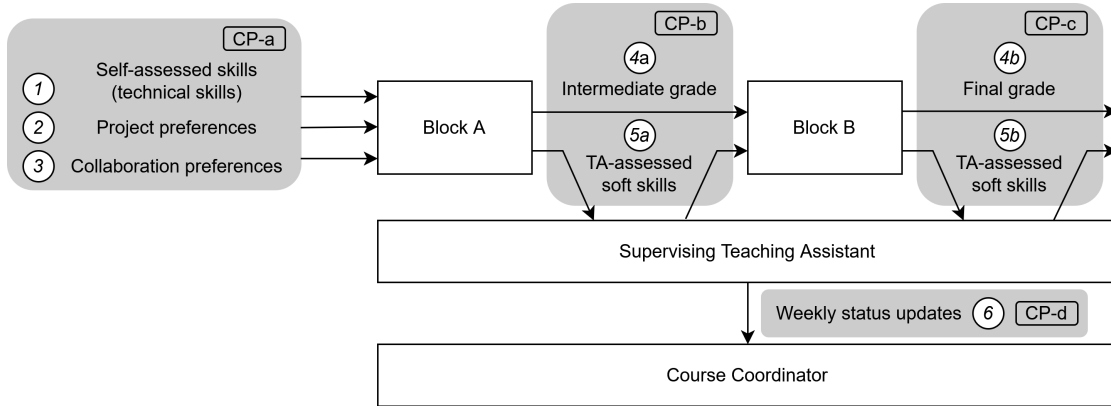 CP-a
1
Self-assessed skills
(technical skills)
2
Project preferences
3
Collaboration preferences
Block A
CP-b
4a
Intermediate grade
5a
TA-assessed
soft skills
Block B
CP-c
4b
Final grade
5b
TA-assessed
soft skills
Supervising Teaching Assistant
Weekly status updates 6 CP-d
Course Coordinator